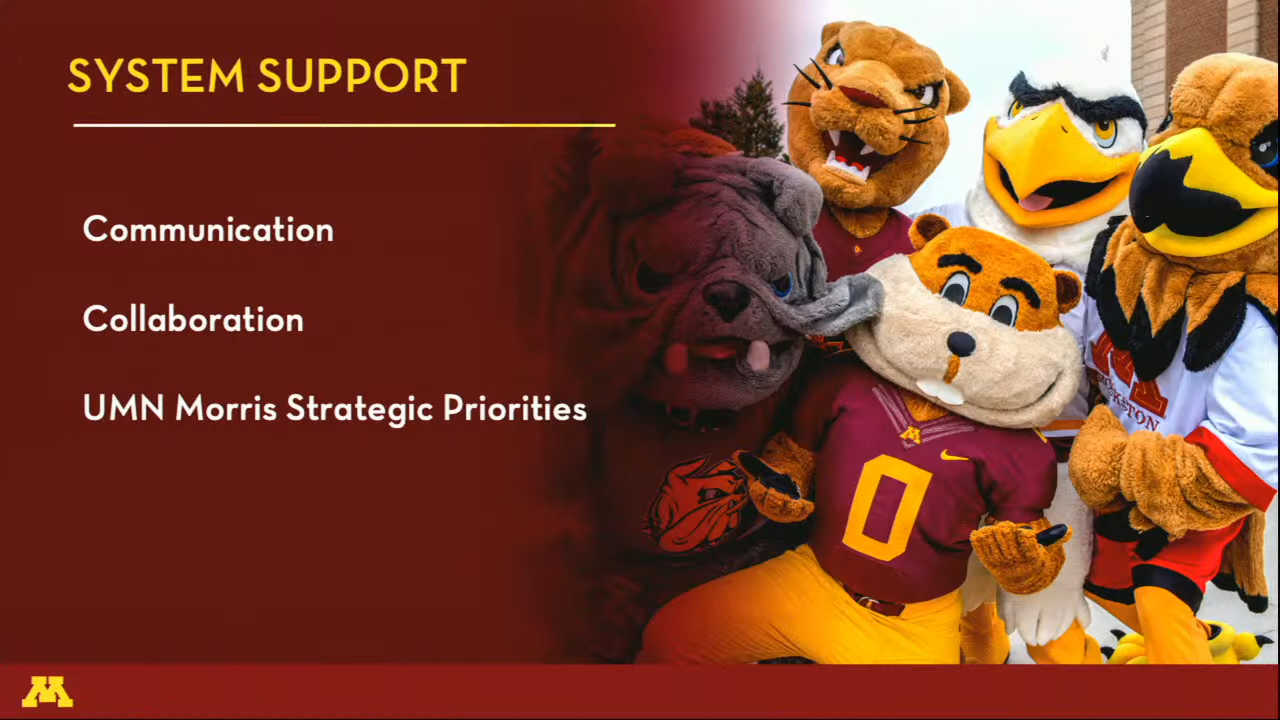 SYSTEM SUPPORT
Communication
Collaboration
UMN Morris Strategic Priorities
M
0